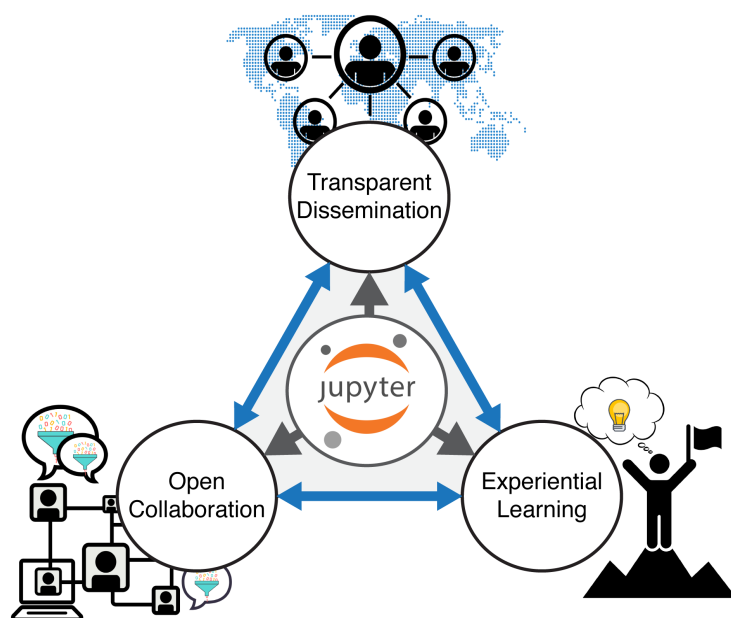 Transparent
Dissemination
jupyter
Open
Collaboration
Experiential
Learning